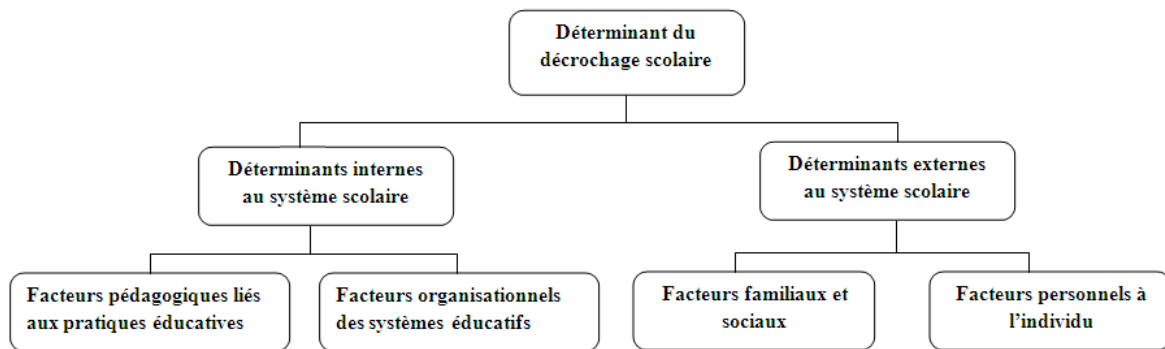 Déterminant du
décrochage scolaire
Déterminants internes
au système scolaire
Déterminants externes
au système scolaire
Facteurs pédagogiques liés
aux pratiques éducatives
Facteurs organisationnels
des systèmes éducatifs
Facteurs familiaux et
sociaux
Facteurs personnels à
l’individu